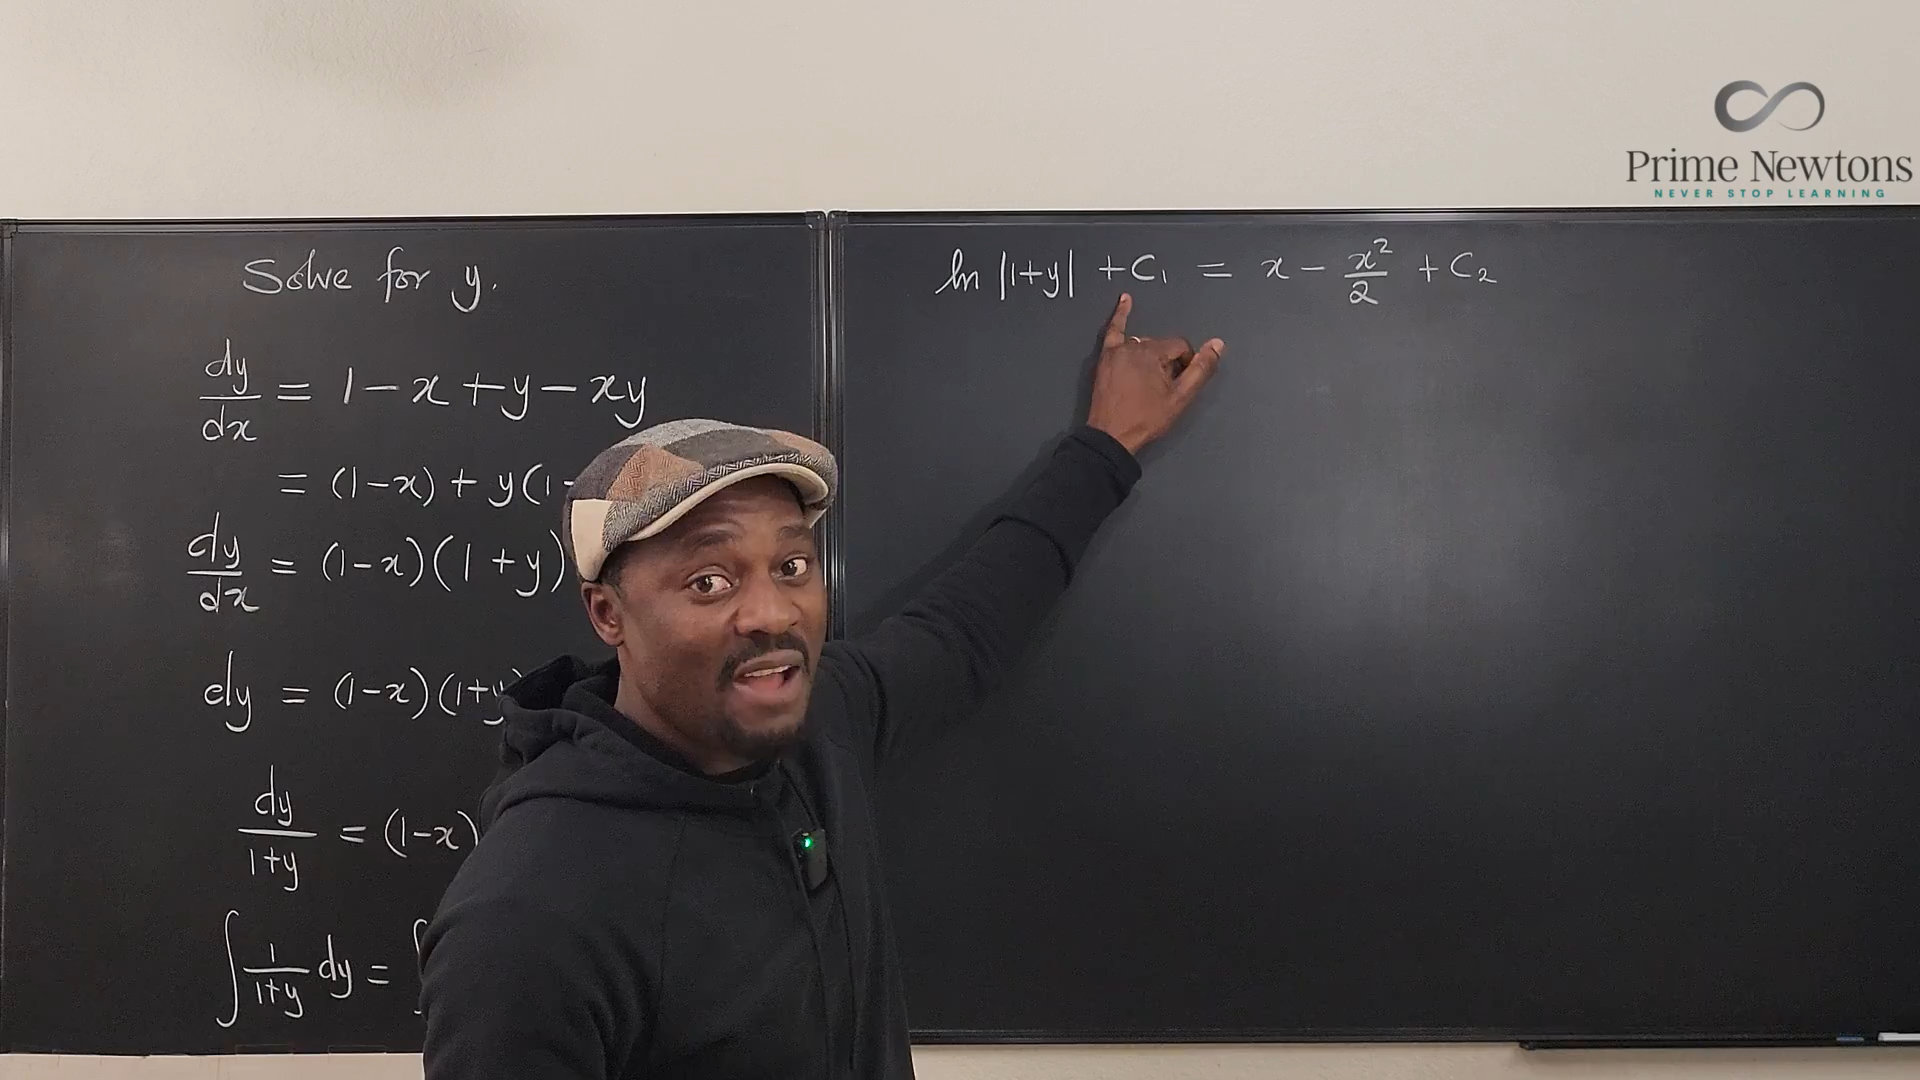 Prime Newtons
NEVER STOP LEARNING
Solve for y.
dy/dx = 1 - x + y - xy
= (1-x) + y(1-
dy/dx = (1-x)(1+y)
dy = (1-x)(1+y)
dy/1+y = (1-x)
∫ 1/1+y dy = ∫
ln |1+y| + C₁ = x - x²/2 + C₂